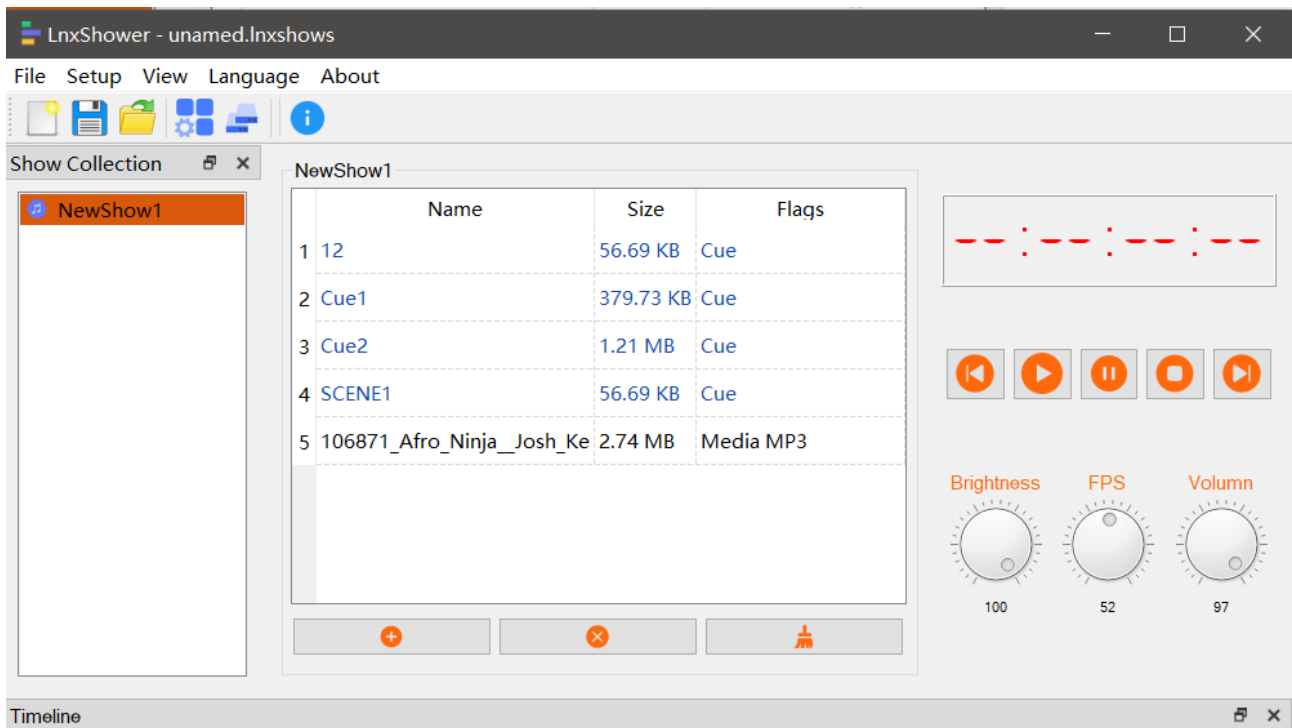 LnxShower - unamed.lnxshows
File Setup View Language About
Show Collection
NewShow1
NewShow1
Name Size Flags
1 12 56.69 KB Cue
2 Cue1 379.73 KB Cue
3 Cue2 1.21 MB Cue
4 SCENE1 56.69 KB Cue
5 106871_Afro_Ninja__Josh_Ke 2.74 MB Media MP3
--:--:--:--
Brightness FPS Volumn
100 52 97
Timeline